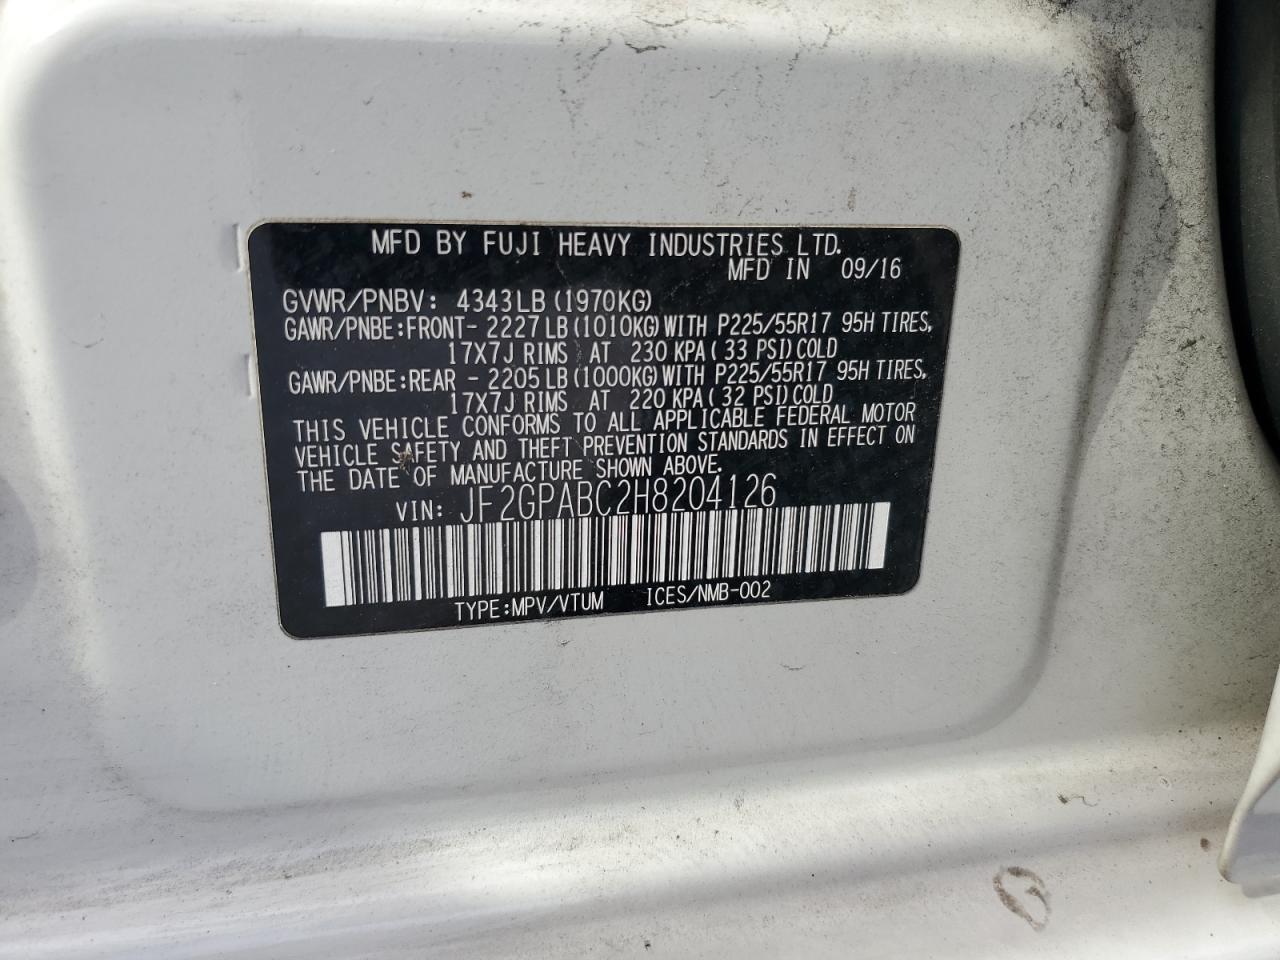 MFD BY FUJI HEAVY INDUSTRIES LTD.
MFD IN 09/16
GVWR/PNBV: 4343LB (1970KG)
GAWR/PNBE:FRONT- 2227LB (1010KG) WITH P225/55R17 95H TIRES,
17X7J RIMS AT 230 KPA( 33 PSI) COLD
GAWR/PNBE:REAR - 2205LB (1000KG) WITH P225/55R17 95H TIRES,
17X7J RIMS AT 220 KPA( 32 PSI) COLD
THIS VEHICLE CONFORMS TO ALL APPLICABLE FEDERAL MOTOR
VEHICLE SAFETY AND THEFT PREVENTION STANDARDS IN EFFECT ON
THE DATE OF MANUFACTURE SHOWN ABOVE.
VIN: JF2GPABC2H8204126
TYPE:MPV/VTUM ICES/NMB-002